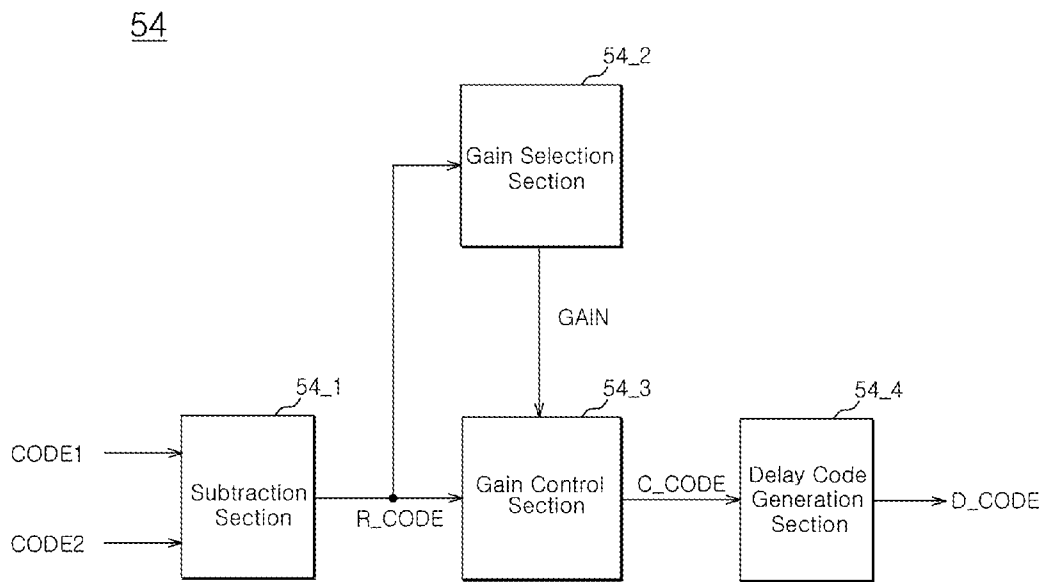 54
54_2
Gain Selection
Section
GAIN
54_1
54_3
54_4
CODE1
CODE2
Subtraction
Section
R_CODE
Gain Control
Section
C_CODE
Delay Code
Generation
Section
D_CODE